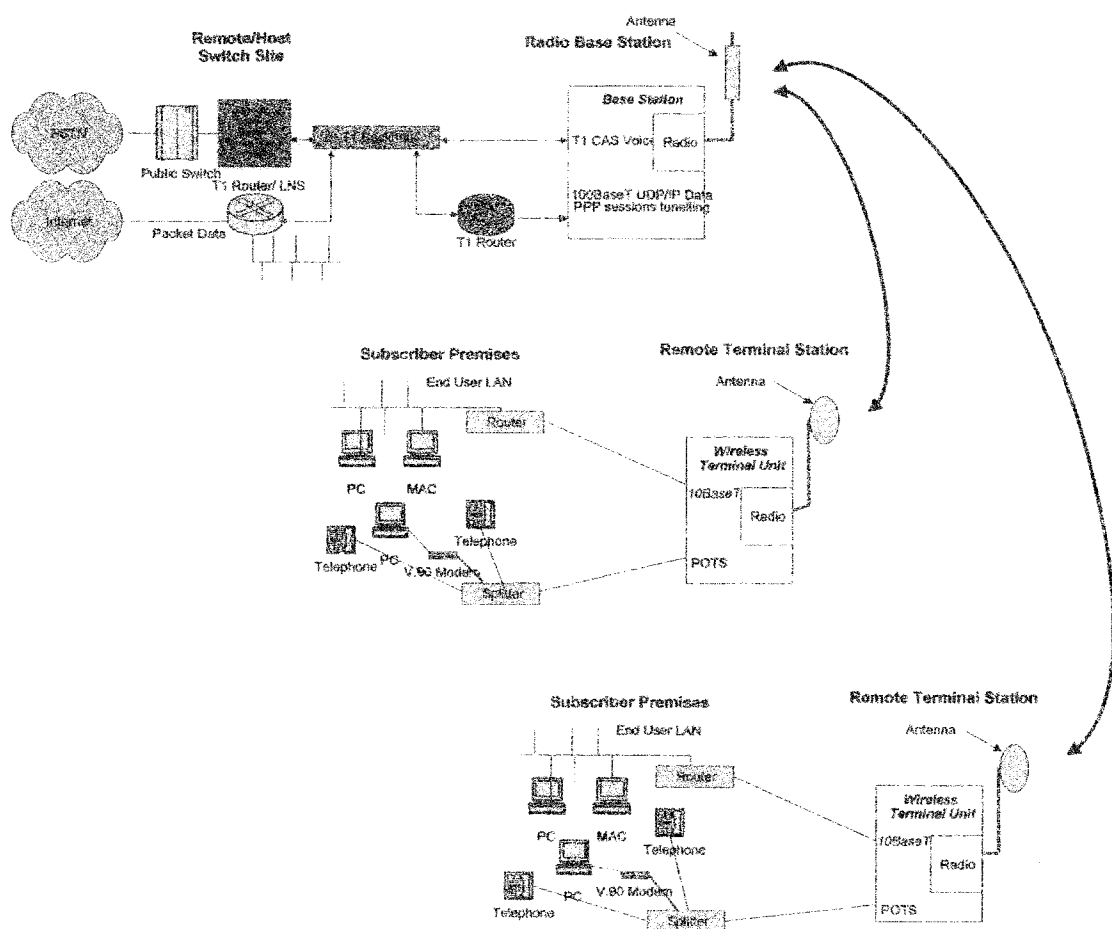 Antenna
Remote/Host
Switch Site
Radio Base Station
Base Station
PSTN
T1 CAS Voice
Radio
Public Switch
T1 Router/ LNS
100BaseT UDP/IP Data
PPP sessions tunelling
Internet
Packet Data
T1 Router
Subscriber Premises
Remote Terminal Station
End User LAN
Antenna
Router
Wireless
Terminal Unit
PC
MAC
10BaseT
Radio
Telephone
Telephone
PC
V.90 Modem
POTS
Splitter
Subscriber Premises
Remote Terminal Station
End User LAN
Antenna
Router
Wireless
Terminal Unit
PC
MAC
10BaseT
Telephone
Radio
PC
V.90 Modem
Telephone
POTS
Splitter